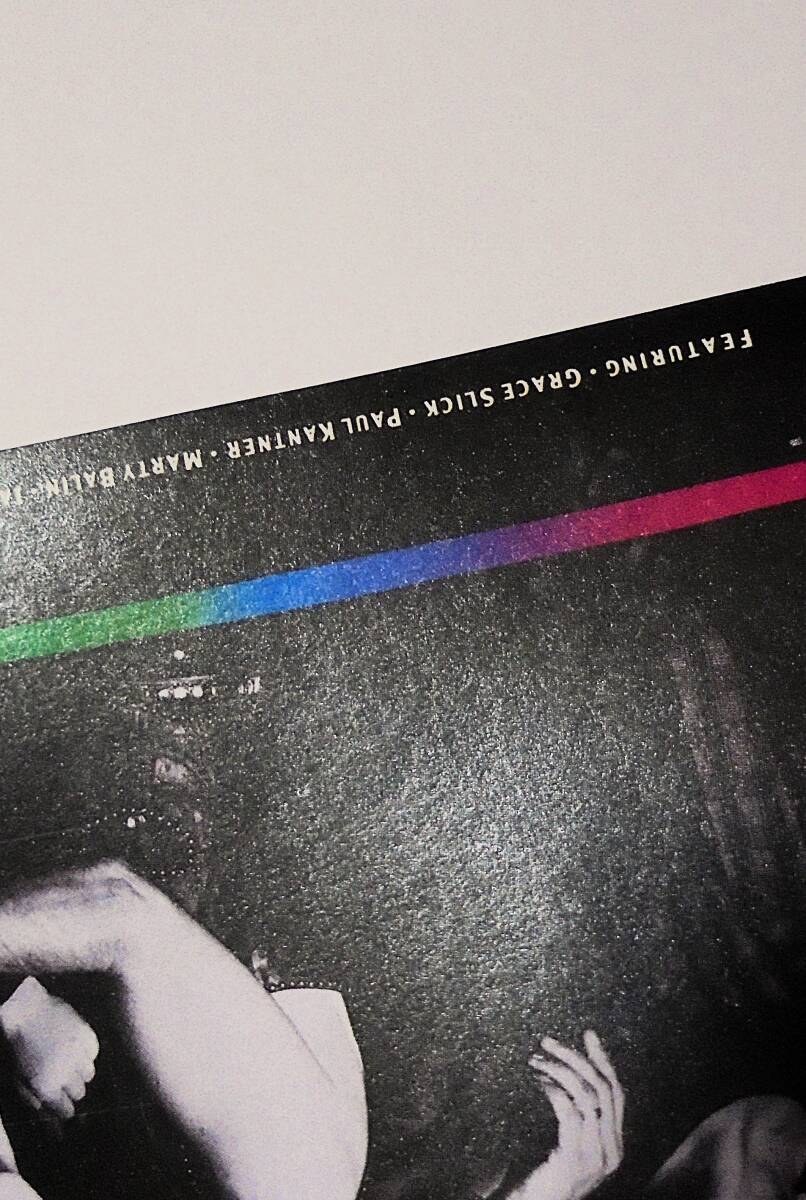 FEATURING • GRACE SLICK • PAUL KANTNER • MARTY BALIN •